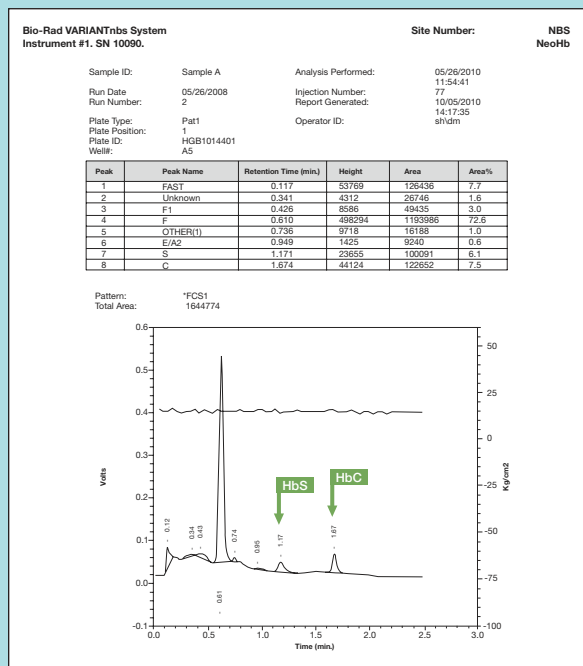 Bio-Rad VARIANTnbs System Site Number: NBS
Instrument #1. SN 10090. NeoHb
Sample ID: Sample A Analysis Performed: 05/26/2010
11:54:41
Run Date 05/26/2008 Injection Number: 77
Run Number: 2 Report Generated: 10/05/2010
14:17:35
Plate Type: Pat1 Operator ID: sh\dm
Plate Position: 1
Plate ID: HGB1014401
Well#: A5
Peak Peak Name Retention Time (min.) Height Area Area%
1 FAST 0.117 53769 126436 7.7
2 Unknown 0.341 4312 26746 1.6
3 F1 0.426 8586 49435 3.0
4 F 0.610 498294 1193986 72.6
5 OTHER(1) 0.736 9718 16188 1.0
6 E/A2 0.949 1425 9240 0.6
7 S 1.171 23655 100091 6.1
8 C 1.674 44124 122652 7.5
Pattern: *FCS1
Total Area: 1644774
0.6
50
0.5
25
0.4
0
0.3
Volts
Kg/cm2
HbS
HbC
-25
0.2
-50
0.12
0.34
0.43
0.74
0.95
1.17
1.67
0.1
-75
0.0
0.61
-0.1
-100
0.0 0.5 1.0 1.5 2.0 2.5 3.0
Time (min.)